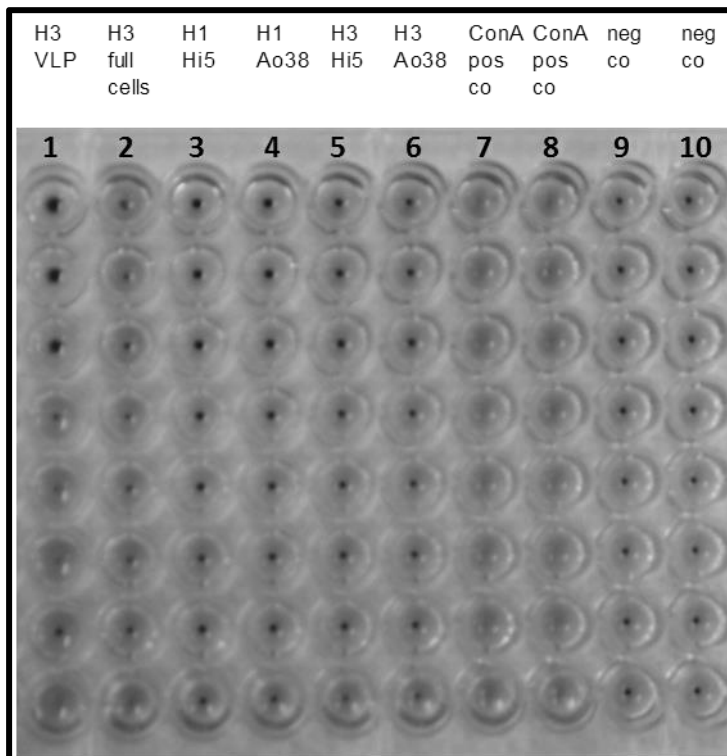 H3 H3 H1 H1 H3 H3 ConA ConA neg neg
VLP full Hi5 Ao38 Hi5 Ao38 pos pos co co
cells co co
1 2 3 4 5 6 7 8 9 10